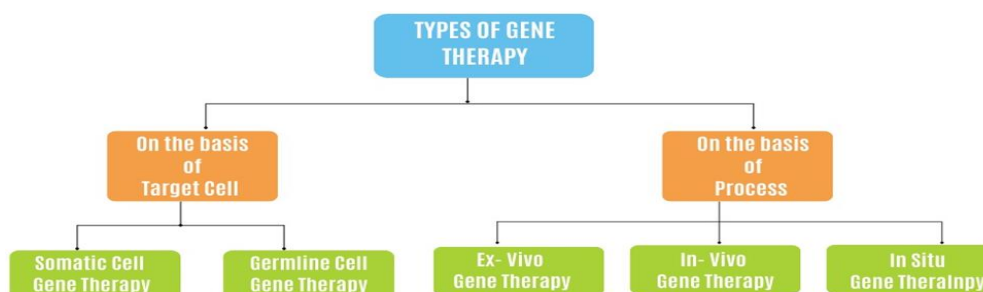 TYPES OF GENE
THERAPY
On the basis
of
Target Cell
On the basis
of
Process
Somatic Cell
Gene Therapy
Germline Cell
Gene Therapy
Ex- Vivo
Gene Therapy
In- Vivo
Gene Therapy
In Situ
Gene Theralnpy